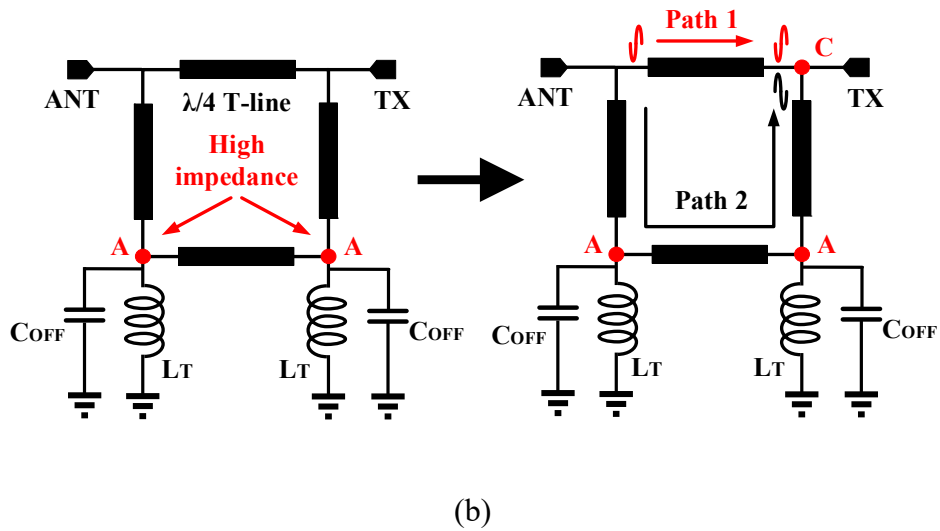 ANT
λ/4 T-line
TX
High
impedance
A
A
COFF
LT
LT
COFF
Path 1
C
ANT
TX
Path 2
A
A
COFF
LT
LT
COFF
(b)